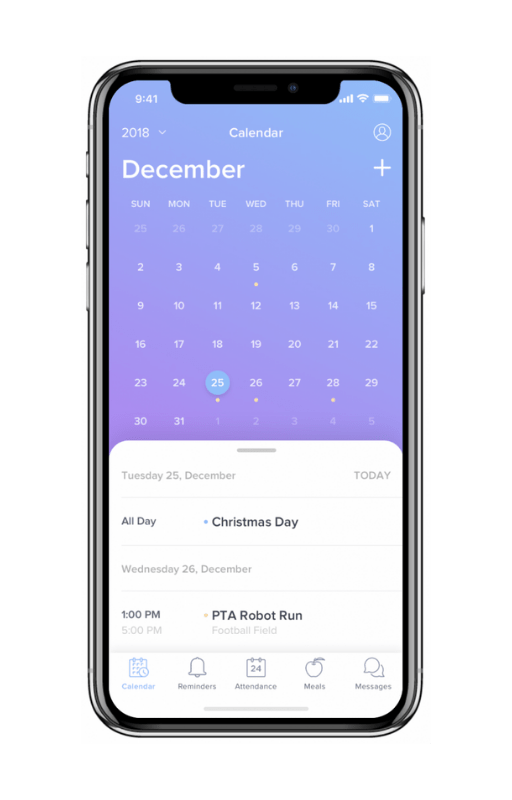 9:41
2018 Calendar
December
SUN MON TUE WED THU FRI SAT
25 26 27 28 29 30 1
2 3 4 5 6 7 8
9 10 11 12 13 14 15
16 17 18 19 20 21 22
23 24 25 26 27 28 29
30 31 1 2 3 4 5
Tuesday 25, December TODAY
All Day Christmas Day
Wednesday 26, December
1:00 PM PTA Robot Run
5:00 PM Football Field
24
Calendar Reminders Attendance Meals Messages